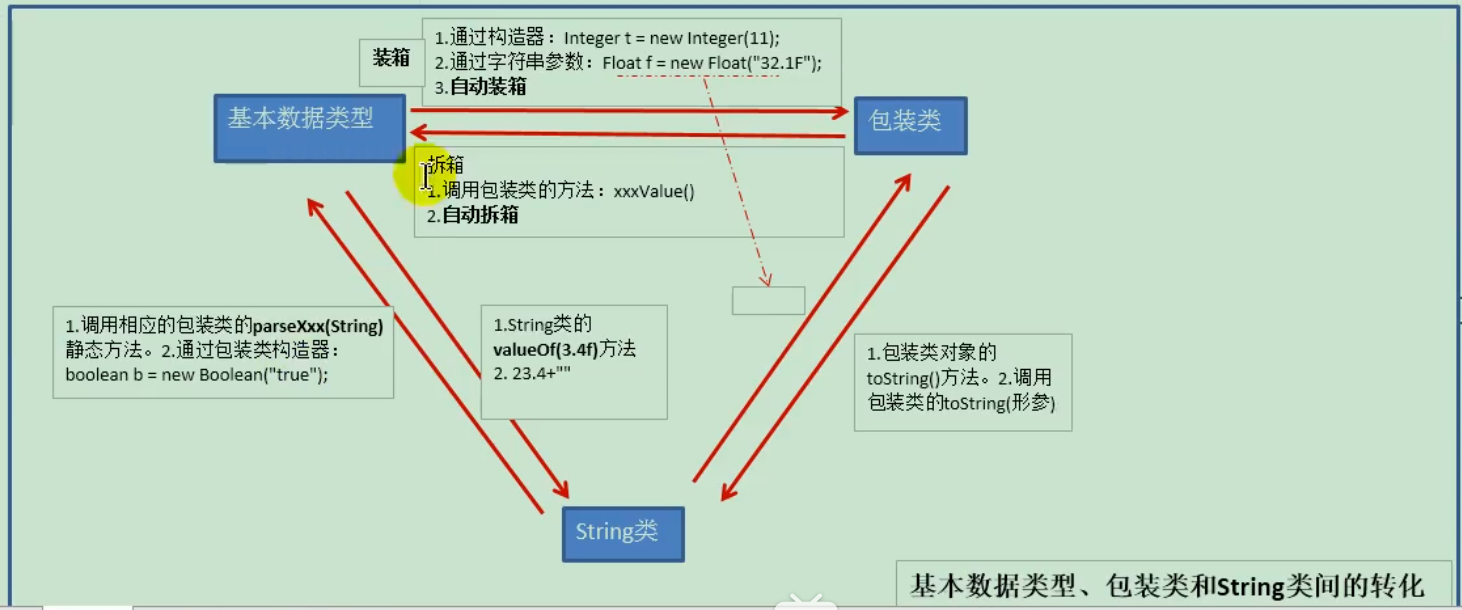 装箱
1.通过构造器：Integer t = new Integer(11);
2.通过字符串参数：Float f = new Float("32.1F");
3.自动装箱
基本数据类型
包装类
拆箱
1.调用包装类的方法：xxxValue()
2.自动拆箱
1.调用相应的包装类的parseXxx(String)
静态方法。2.通过包装类构造器：
boolean b = new Boolean("true");
1.String类的
valueOf(3.4f)方法
2. 23.4+""
1.包装类对象的
toString()方法。2.调用
包装类的toString(形参)
String类
基本数据类型、包装类和String类间的转化